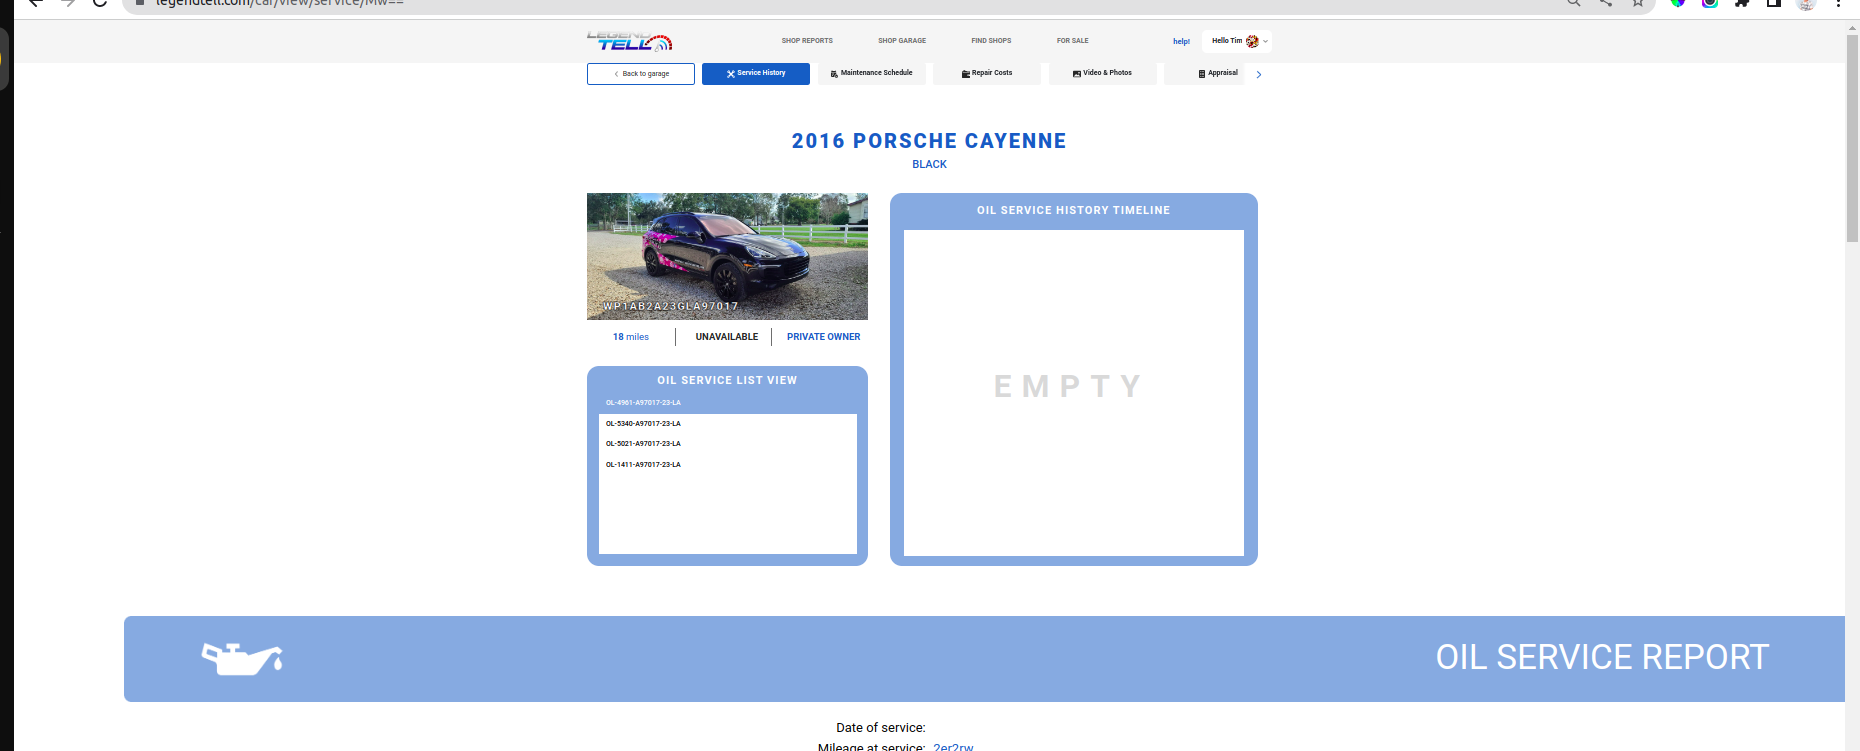 legendtell.com/car/view/service/Mw==
LEGEND
TELL
SHOP REPORTS
SHOP GARAGE
FIND SHOPS
FOR SALE
help!
Hello Tim
Back to garage
Service History
Maintenance Schedule
Repair Costs
Video & Photos
Appraisal
2016 PORSCHE CAYENNE
BLACK
WP1AB2A23GLA97017
18 miles
UNAVAILABLE
PRIVATE OWNER
OIL SERVICE LIST VIEW
OL-4961-A97017-23-LA
OL-5340-A97017-23-LA
OL-5021-A97017-23-LA
OL-1411-A97017-23-LA
OIL SERVICE HISTORY TIMELINE
EMPTY
OIL SERVICE REPORT
Date of service:
Mileage at service: 2er2rw